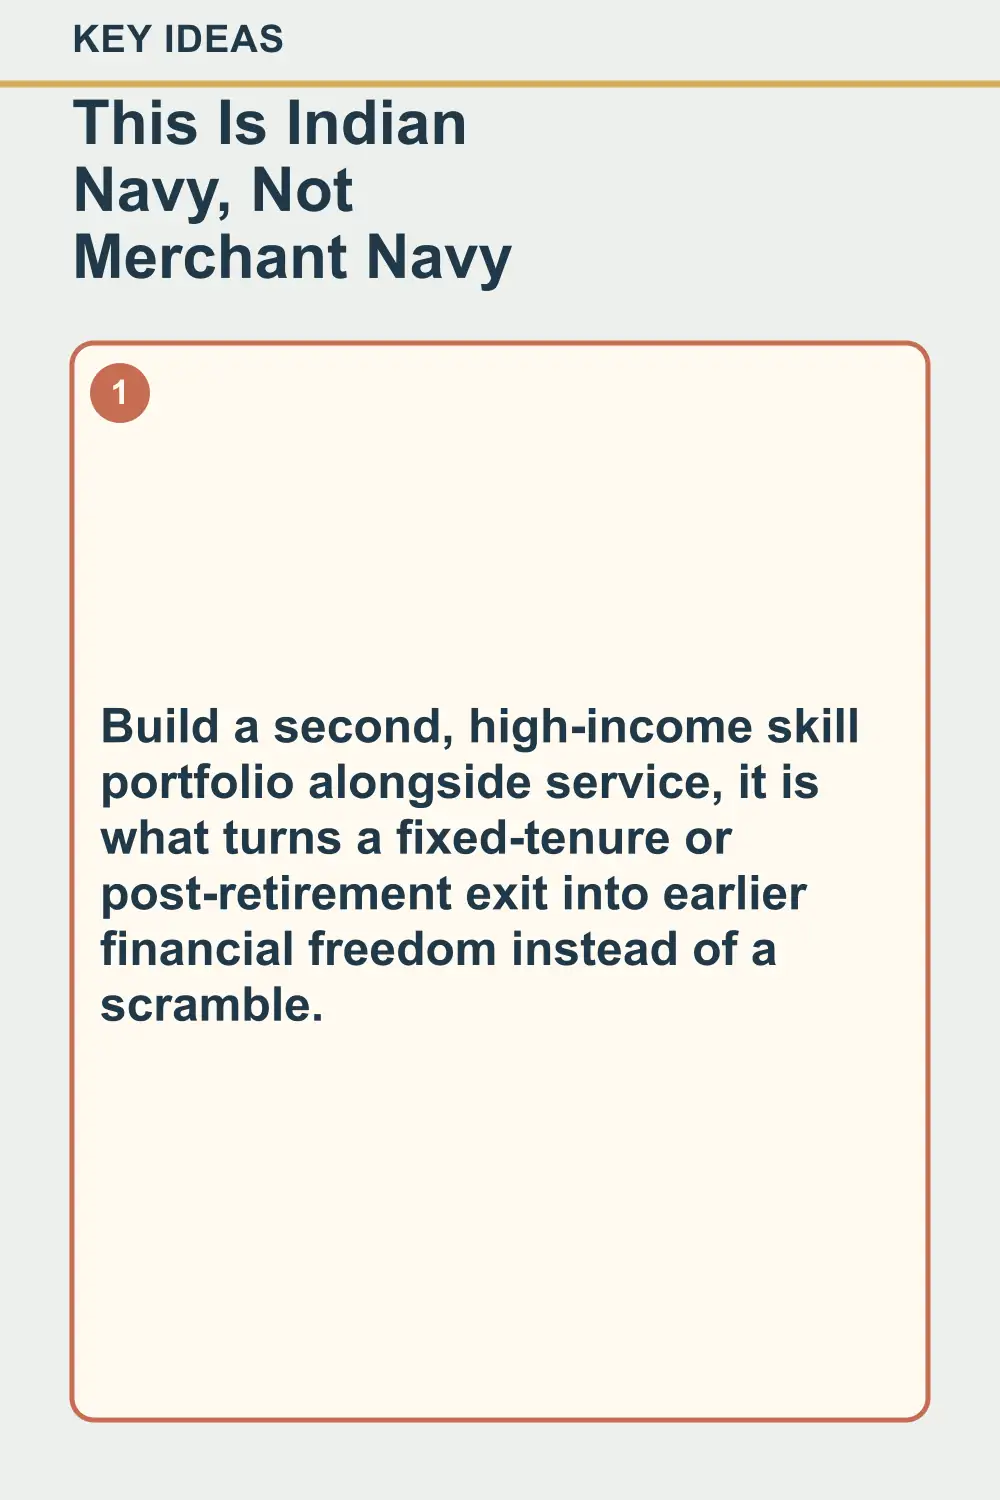 KEY IDEAS
This Is Indian
Navy, Not
Merchant Navy
1
Build a second, high-income skill
portfolio alongside service, it is
what turns a fixed-tenure or
post-retirement exit into earlier
financial freedom instead of a
scramble.